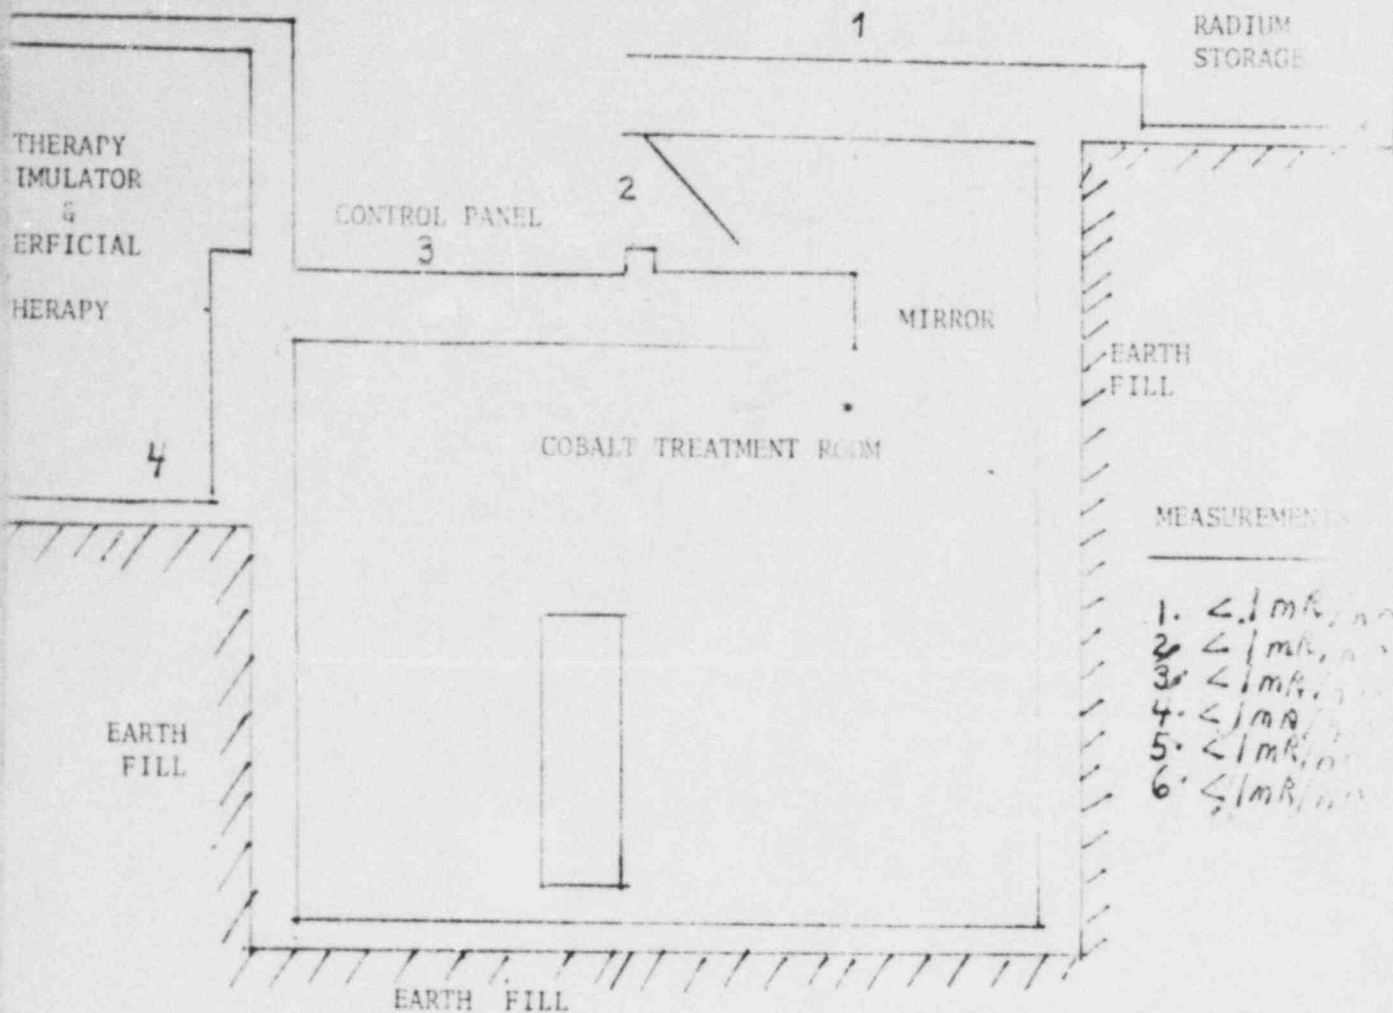 1
RADIUM
STORAGE
THERAPY
IMULATOR
&
ERFICIAL
HERAPY
2
CONTROL PANEL
3
MIRROR
EARTH
FILL
COBALT TREATMENT ROOM
4
MEASUREMENTS
1. <.1 mR/
2. < 1 mR/
3. < 1 mR/
4. < 1 mR/
5. < 1 mR/
6. < 1 mR/
EARTH
FILL
EARTH FILL